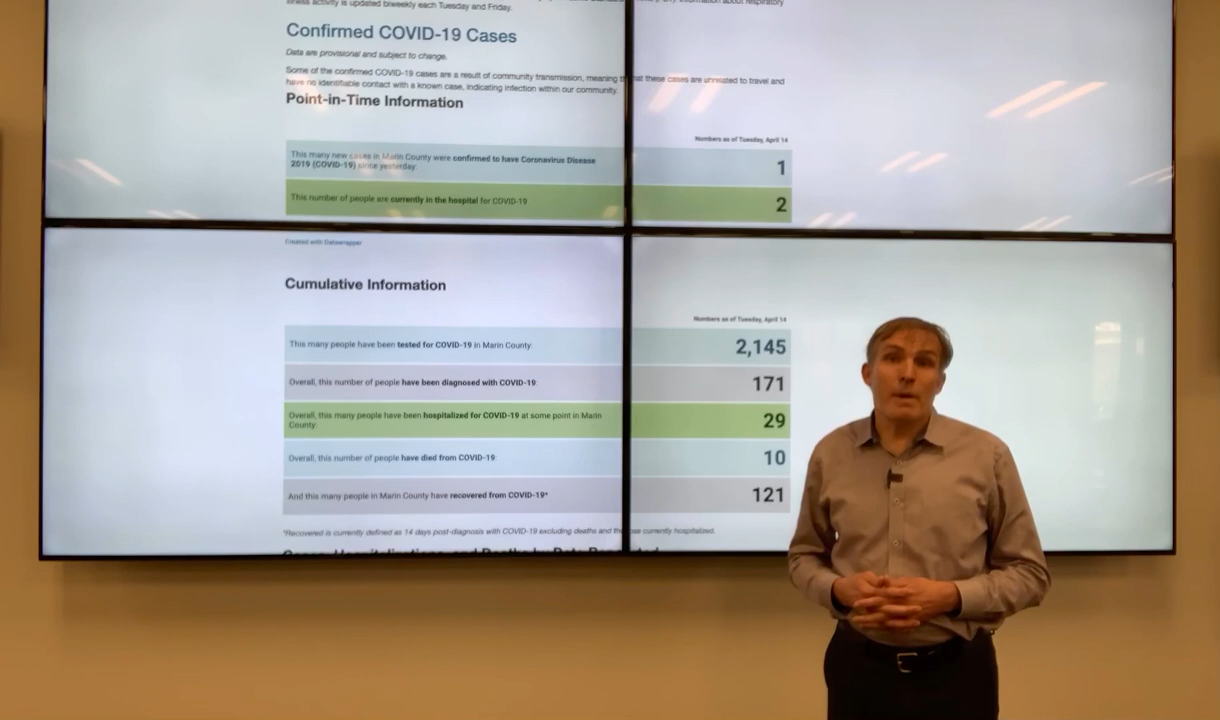 illness activity is updated biweekly each Tuesday and Friday.
information about respiratory
Confirmed COVID-19 Cases
Data are provisional and subject to change.
Some of the confirmed COVID-19 cases are a result of community transmission, meaning that these cases are unrelated to travel and
have no identifiable contact with a known case, indicating infection within our community.
Point-in-Time Information
Numbers as of Tuesday, April 14
This many new cases in Marin County were confirmed to have Coronavirus Disease
2019 (COVID-19) since yesterday:
1
This number of people are currently in the hospital for COVID-19
2
Created with Datawrapper
Cumulative Information
Numbers as of Tuesday, April 14
This many people have been tested for COVID-19 in Marin County:
2,145
Overall, this number of people have been diagnosed with COVID-19:
171
Overall, this many people have been hospitalized for COVID-19 at some point in Marin
County:
29
Overall, this number of people have died from COVID-19:
10
And this many people in Marin County have recovered from COVID-19*
121
*Recovered is currently defined as 14 days post-diagnosis with COVID-19 excluding deaths and those currently hospitalized.